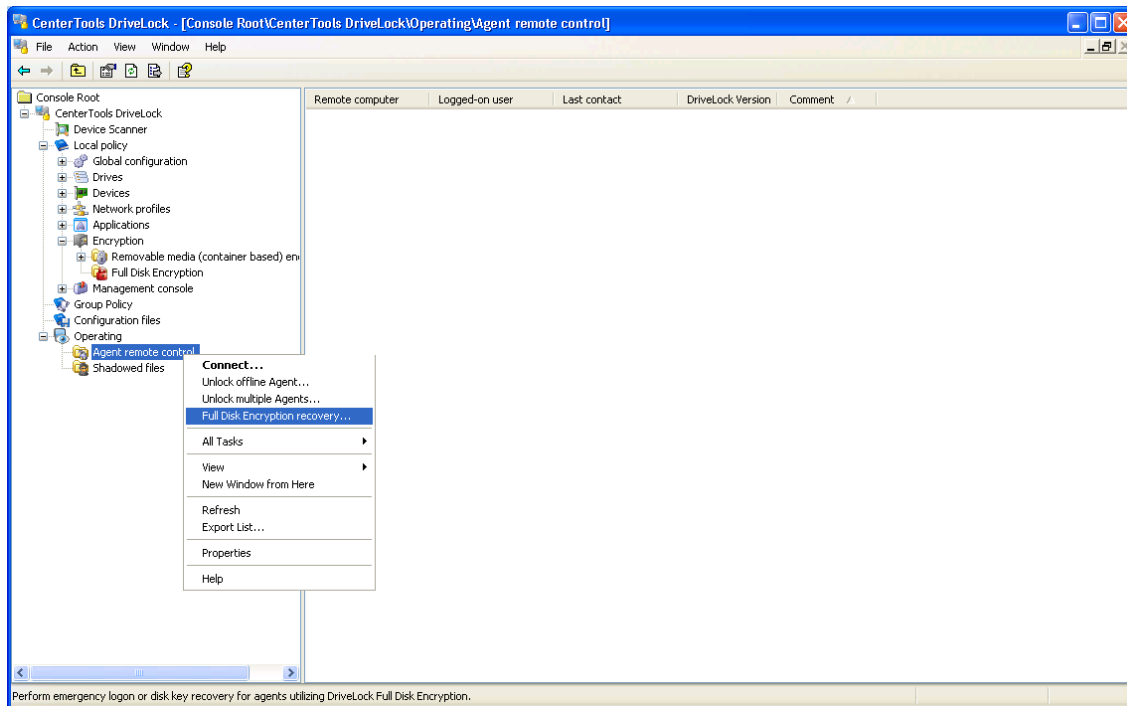 CenterTools DriveLock - [Console Root\CenterTools DriveLock\Operating\Agent remote control]
File Action View Window Help
Console Root
CenterTools DriveLock
Device Scanner
Local policy
Global configuration
Drives
Devices
Network profiles
Applications
Encryption
Removable media (container based) en
Full Disk Encryption
Management console
Group Policy
Configuration files
Operating
Agent remote control
Shadowed files
Remote computer Logged-on user Last contact DriveLock Version Comment
Connect...
Unlock offline Agent...
Unlock multiple Agents...
Full Disk Encryption recovery...
All Tasks
View
New Window from Here
Refresh
Export List...
Properties
Help
Perform emergency logon or disk key recovery for agents utilizing DriveLock Full Disk Encryption.